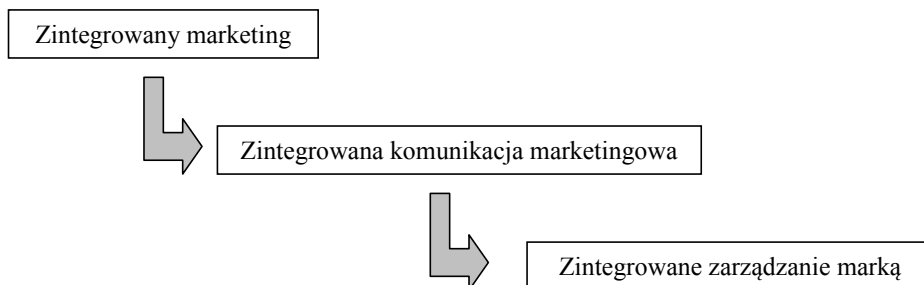 Zintegrowany marketing
Zintegrowana komunikacja marketingowa
Zintegrowane zarządzanie marką